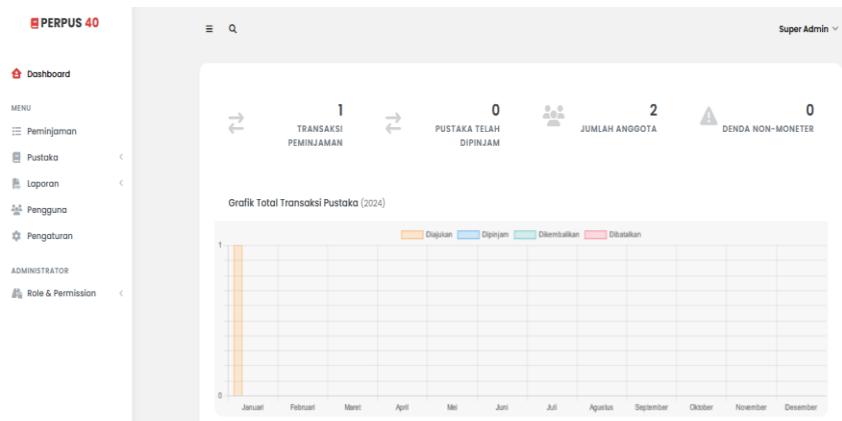 PERPUS 40
Super Admin
Dashboard
MENU
Peminjaman
Pustaka
Laporan
Pengguna
Pengaturan
ADMINISTRATOR
Role & Permission
1
TRANSAKSI
PEMINJAMAN
0
PUSTAKA TELAH
DIPINJAM
2
JUMLAH ANGGOTA
0
DENDA NON-MONETER
Grafik Total Transaksi Pustaka (2024)
Diajukan Dipinjam Dikembalikan Dibatalkan
1
0
Januari Februari Maret April Mei Juni Juli Agustus September Oktober November Desember